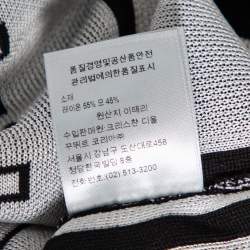 품질경영및공산품안전
관리법에의한품질표시
소재
레이온 55% 모 45%
원산지 이태리
수입판매원: 크리스챤 디올
꾸뛰르 코리아㈜
서울시 강남구 도산대로458
청담천국빌딩 5층
전화번호:(02) 513-3200